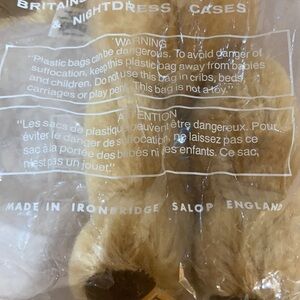 BRITAINS
& NIGHTDRESS CASES
WARNING
"Plastic bags can be dangerous. To avoid danger of
suffocation, keep this plastic bag away from babies
and children. Do not use this bag in cribs, beds,
carriages or play pens. This bag is not a toy."
ATTENTION
"Les sacs de plastique peuvent être dangereux. Pour
éviter le danger de suffocation, ne laissez pas ce
sac à la portée des bébés ni des enfants. Ce sac,
n'est pas un jouet."
MADE IN IRONBRIDGE SALOP ENGLAND